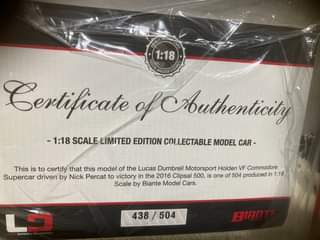 1:18
Certificate of Authenticity
- 1:18 SCALE LIMITED EDITION COLLECTABLE MODEL CAR -
This is to certify that this model of the Lucas Dumbrell Motorsport Holden VF Commodore
Supercar driven by Nick Percat to victory in the 2016 Clipsal 500, is one of 504 produced in 1:18
Scale by Biante Model Cars.
438 / 504
BIANTE